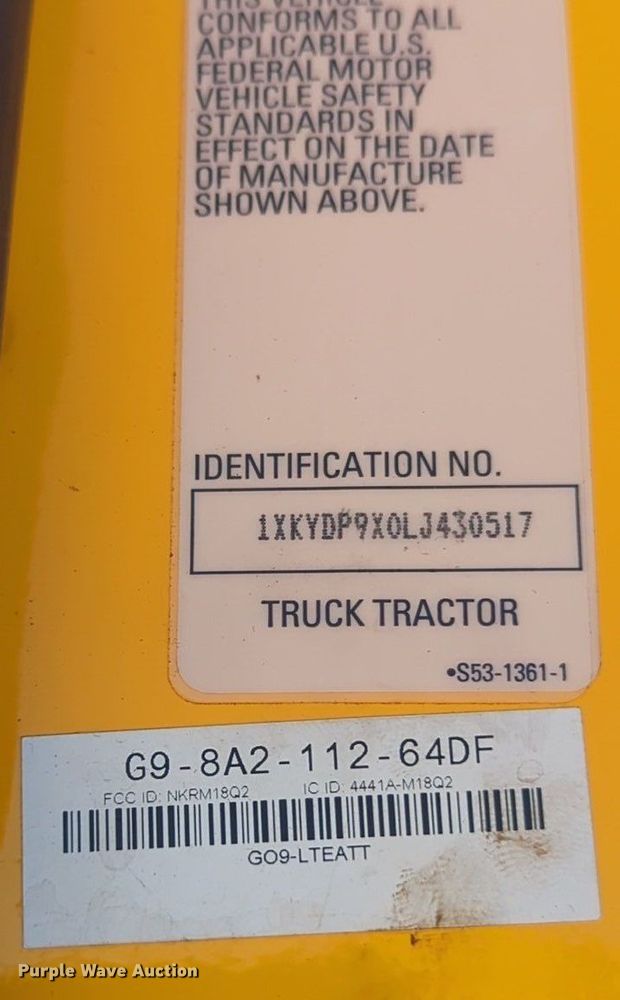 THIS VEHICLE
CONFORMS TO ALL
APPLICABLE U.S.
FEDERAL MOTOR
VEHICLE SAFETY
STANDARDS IN
EFFECT ON THE DATE
OF MANUFACTURE
SHOWN ABOVE.
IDENTIFICATION NO.
1XKYDP9X0LJ430517
TRUCK TRACTOR
•S53-1361-1
G9-8A2-112-64DF
FCC ID: NKRM18Q2 IC ID: 4441A-M18Q2
GO9-LTEATT
Purple Wave Auction